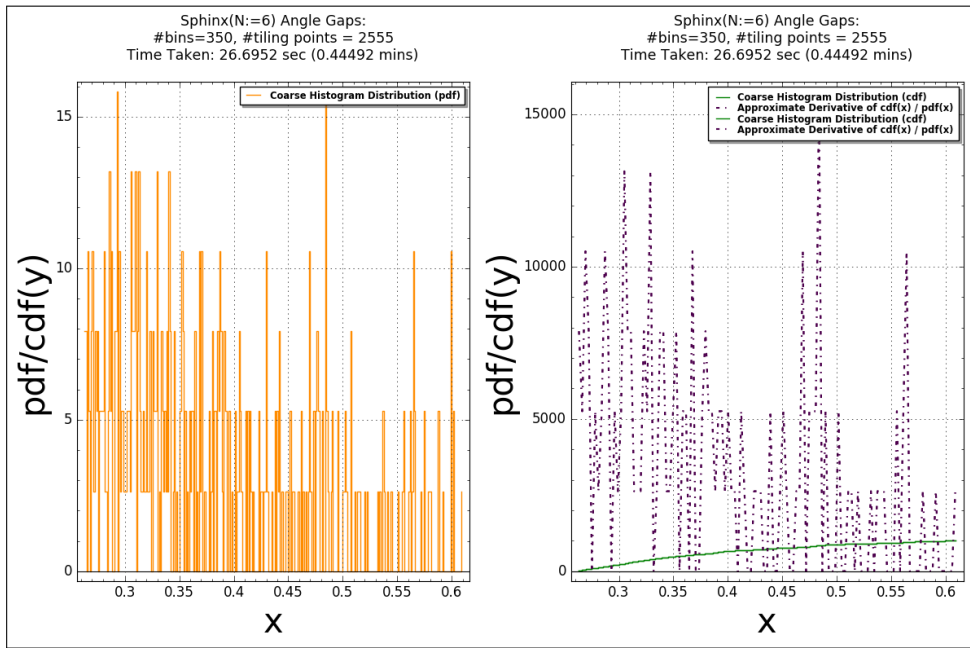 Sphinx(N:=6) Angle Gaps:
#bins=350, #tiling points = 2555
Time Taken: 26.6952 sec (0.44492 mins)
Coarse Histogram Distribution (pdf)
pdf/cdf(y)
15
10
5
0
0.3
0.35
0.4
0.45
0.5
0.55
0.6
x
Sphinx(N:=6) Angle Gaps:
#bins=350, #tiling points = 2555
Time Taken: 26.6952 sec (0.44492 mins)
Coarse Histogram Distribution (cdf)
Approximate Derivative of cdf(x) / pdf(x)
Coarse Histogram Distribution (cdf)
Approximate Derivative of cdf(x) / pdf(x)
pdf/cdf(y)
15000
10000
5000
0
0.3
0.35
0.4
0.45
0.5
0.55
0.6
x